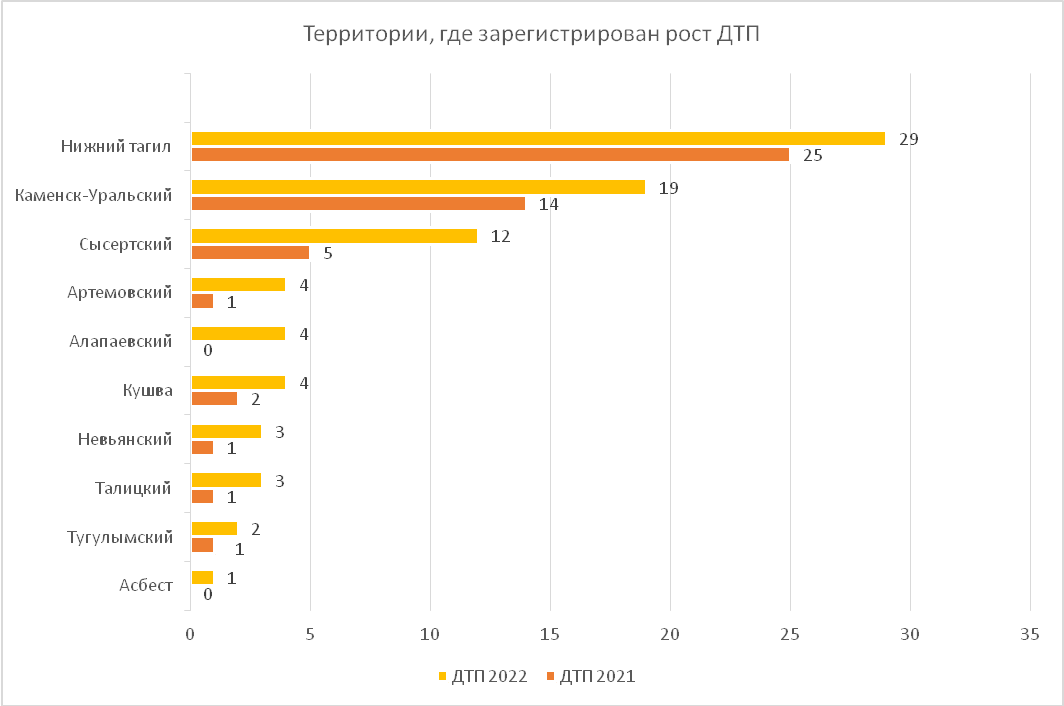 Территории, где зарегистрирован рост ДТП
Нижний тагил
29
25
Каменск-Уральский
19
14
Сысертский
12
5
Артемовский
4
1
Алапаевский
4
0
Кушва
4
2
Невьянский
3
1
Талицкий
3
1
Тугулымский
2
1
Асбест
1
0
0 5 10 15 20 25 30 35
ДТП 2022 ДТП 2021